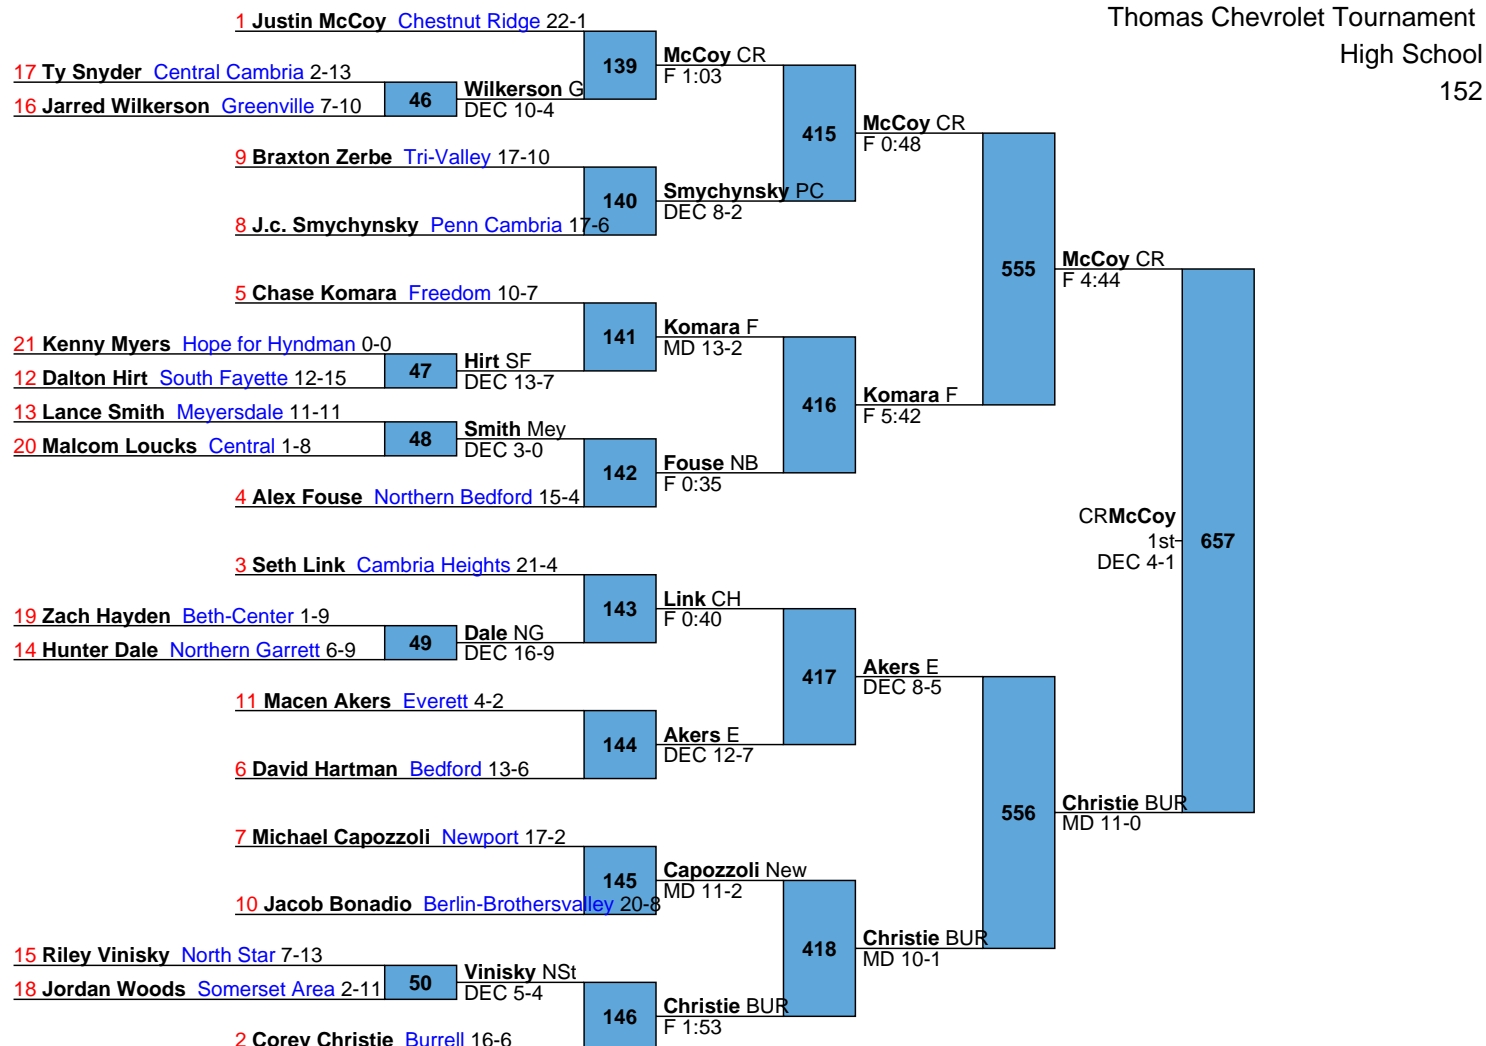 Thomas Chevrolet Tournament
High School
152
1 Justin McCoy Chestnut Ridge 22-1
17 Ty Snyder Central Cambria 2-13
16 Jarred Wilkerson Greenville 7-10
46
Wilkerson G
DEC 10-4
139
McCoy CR
F 1:03
9 Braxton Zerbe Tri-Valley 17-10
8 J.c. Smychynsky Penn Cambria 17-6
140
Smychynsky PC
DEC 8-2
415
McCoy CR
F 0:48
5 Chase Komara Freedom 10-7
21 Kenny Myers Hope for Hyndman 0-0
12 Dalton Hirt South Fayette 12-15
47
Hirt SF
DEC 13-7
141
Komara F
MD 13-2
13 Lance Smith Meyersdale 11-11
20 Malcom Loucks Central 1-8
48
Smith Mey
DEC 3-0
4 Alex Fouse Northern Bedford 15-4
142
Fouse NB
F 0:35
416
Komara F
F 5:42
555
McCoy CR
F 4:44
3 Seth Link Cambria Heights 21-4
19 Zach Hayden Beth-Center 1-9
14 Hunter Dale Northern Garrett 6-9
49
Dale NG
DEC 16-9
143
Link CH
F 0:40
11 Macen Akers Everett 4-2
6 David Hartman Bedford 13-6
144
Akers E
DEC 12-7
417
Akers E
DEC 8-5
7 Michael Capozzoli Newport 17-2
10 Jacob Bonadio Berlin-Brothersvalley 20-8
145
Capozzoli New
MD 11-2
15 Riley Vinisky North Star 7-13
18 Jordan Woods Somerset Area 2-11
50
Vinisky NSt
DEC 5-4
2 Corey Christie Burrell 16-6
146
Christie BUR
F 1:53
418
Christie BUR
MD 10-1
556
Christie BUR
MD 11-0
CRMcCoy
1st
DEC 4-1
657